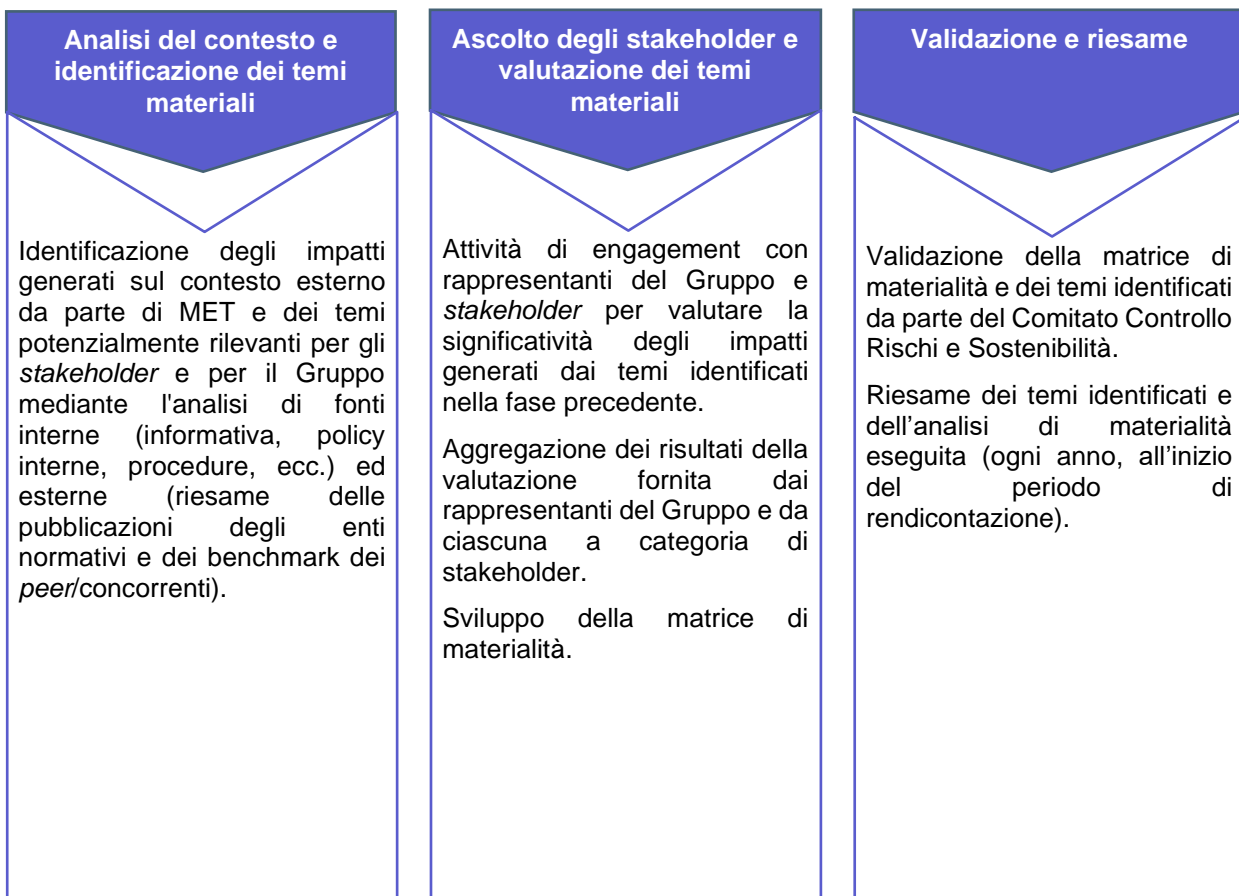 Analisi del contesto e
identificazione dei temi
materiali
Identificazione degli impatti
generati sul contesto esterno
da parte di MET e dei temi
potenzialmente rilevanti per gli
stakeholder e per il Gruppo
mediante l'analisi di fonti
interne (informativa, policy
interne, procedure, ecc.) ed
esterne (riesame delle
pubblicazioni degli enti
normativi e dei benchmark dei
peer/concorrenti).
Ascolto degli stakeholder e
valutazione dei temi
materiali
Attività di engagement con
rappresentanti del Gruppo e
stakeholder per valutare la
significatività degli impatti
generati dai temi identificati
nella fase precedente.
Aggregazione dei risultati della
valutazione fornita dai
rappresentanti del Gruppo e da
ciascuna a categoria di
stakeholder.
Sviluppo della matrice di
materialità.
Validazione e riesame
Validazione della matrice di
materialità e dei temi identificati
da parte del Comitato Controllo
Rischi e Sostenibilità.
Riesame dei temi identificati e
dell’analisi di materialità
eseguita (ogni anno, all’inizio
del periodo di
rendicontazione).